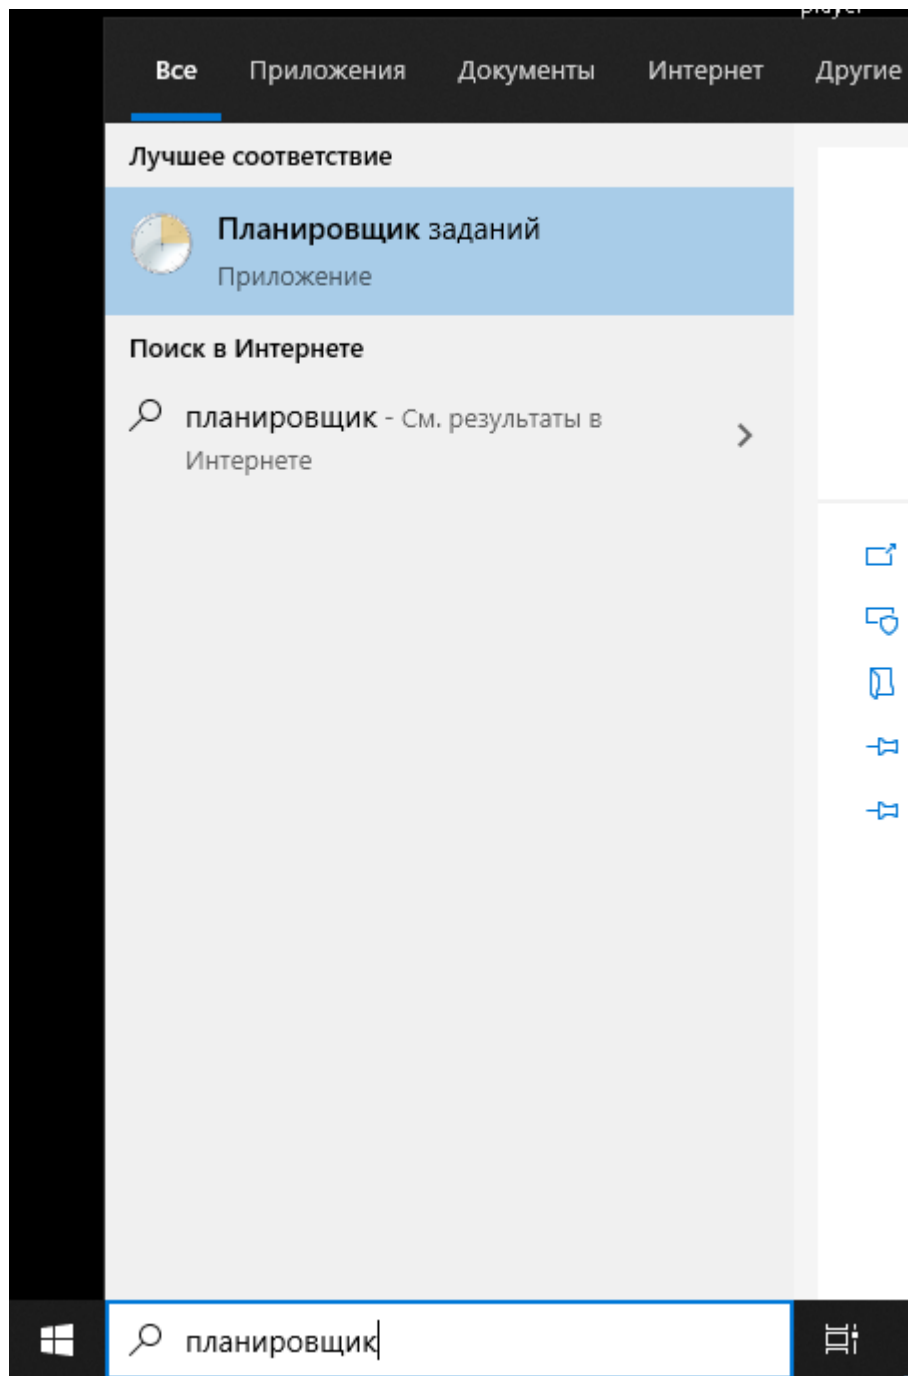 Все Приложения Документы Интернет Другие
Лучшее соответствие
Планировщик заданий
Приложение
Поиск в Интернете
планировщик - См. результаты в
Интернете
планировщик